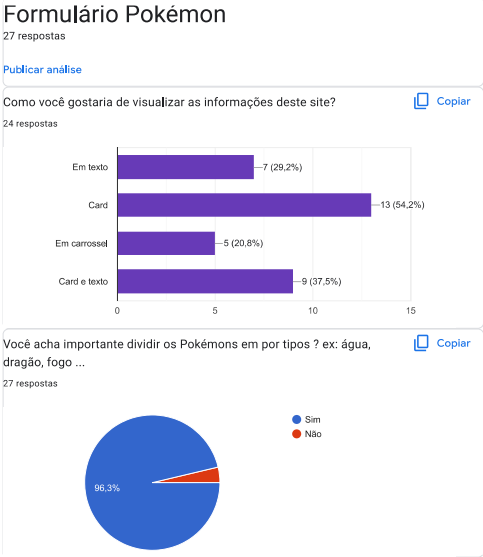 Formulário Pokémon
27 respostas
Publicar análise
Como você gostaria de visualizar as informações deste site?
Copiar
24 respostas
Em texto
7 (29,2%)
Card
13 (54,2%)
Em carrossel
5 (20,8%)
Card e texto
9 (37,5%)
0 5 10 15
Você acha importante dividir os Pokémons em por tipos ? ex: água,
dragão, fogo ...
Copiar
27 respostas
Sim
Não
96,3%